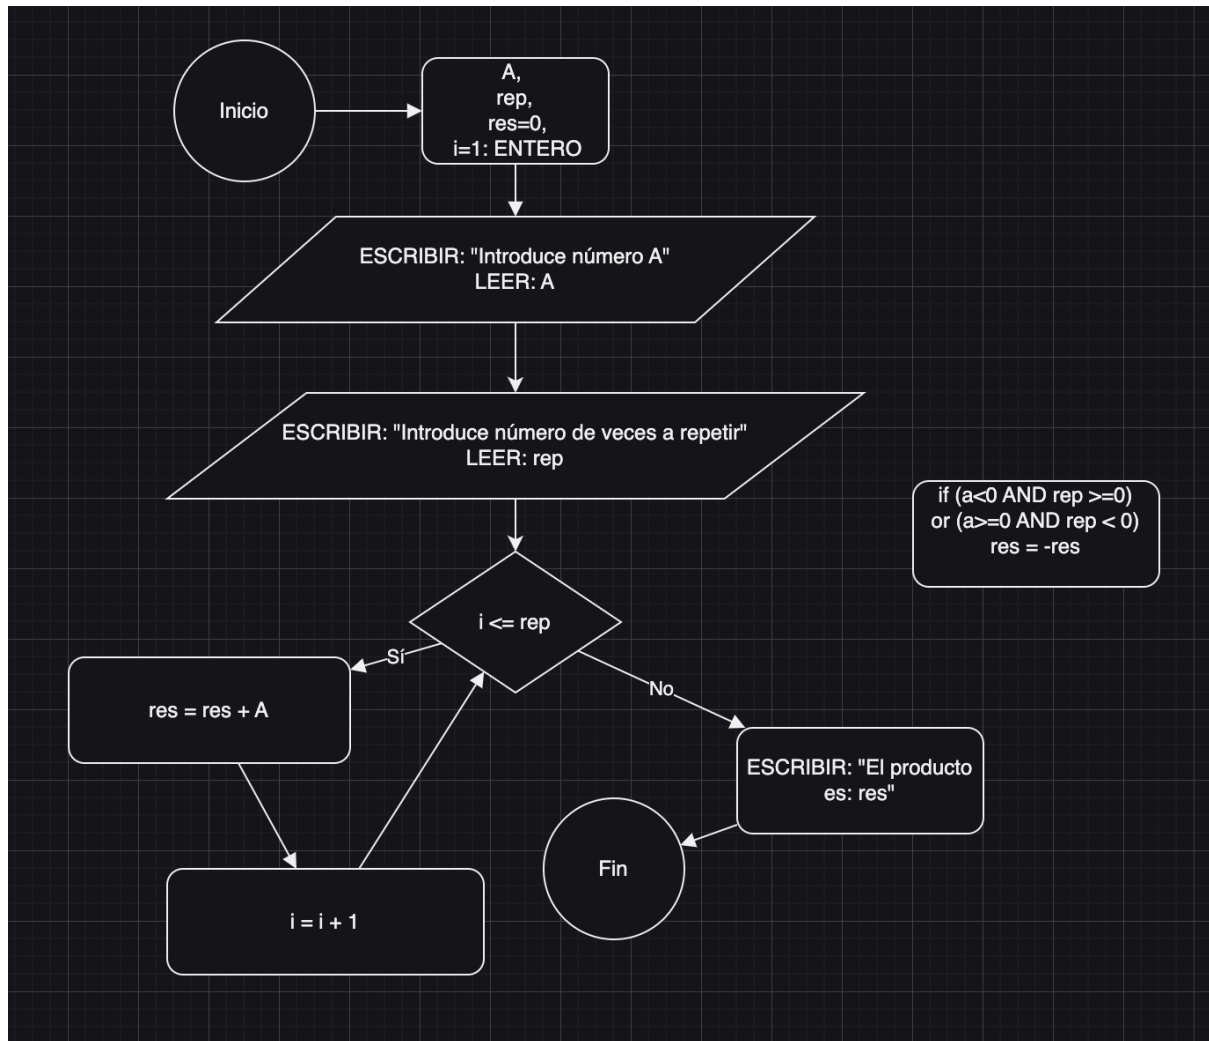 Inicio
A,
rep,
res=0,
i=1: ENTERO
ESCRIBIR: "Introduce número A"
LEER: A
ESCRIBIR: "Introduce número de veces a repetir"
LEER: rep
if (a<0 AND rep >=0)
or (a>=0 AND rep < 0)
res = -res
i <= rep
Sí
No
res = res + A
ESCRIBIR: "El producto
es: res"
Fin
i = i + 1